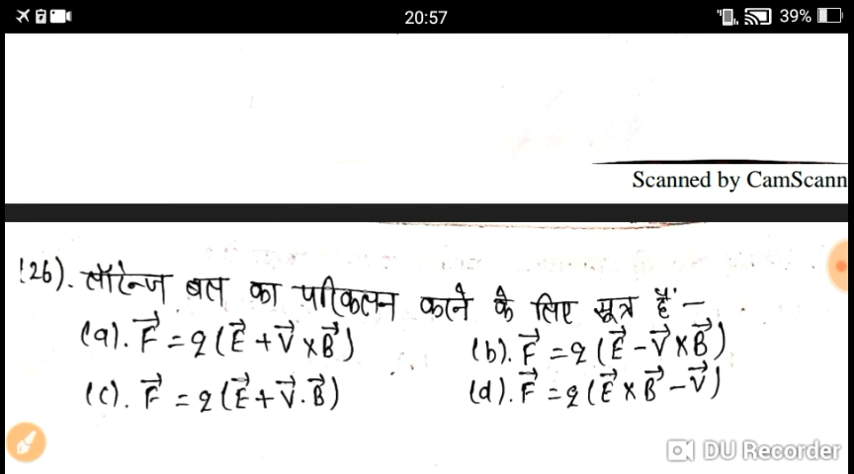 20:57 39%
Scanned by CamScann
126). लॉरेन्ज बल का परिकलन करने के लिए सूत्र हैं -
(a). F⃗ = q(E⃗ + V⃗ × B⃗) (b). F⃗ = q(E⃗ - V⃗ × B⃗)
(c). F⃗ = q(E⃗ + V⃗ . B⃗) (d). F⃗ = q(E⃗ × B⃗ - V⃗)
DU Recorder